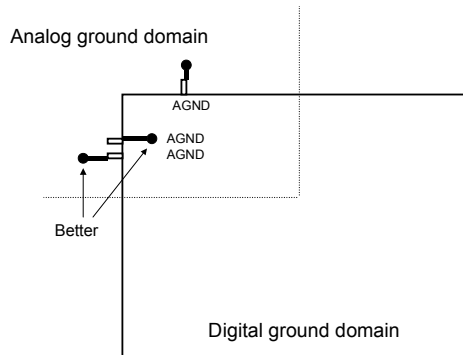 Analog ground domain
AGND
AGND
AGND
Better
Digital ground domain